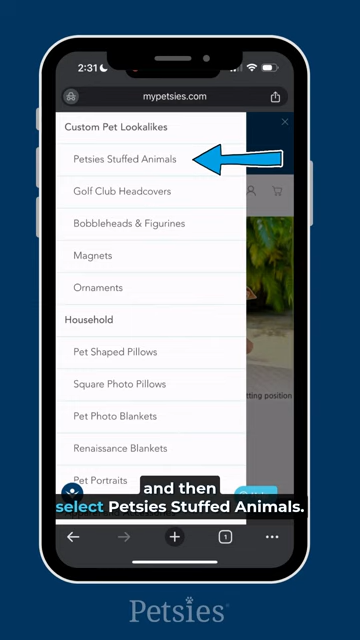 2:31
mypetsies.com
Custom Pet Lookalikes
Petsies Stuffed Animals
Golf Club Headcovers
Bobbleheads & Figurines
Magnets
Ornaments
Household
Pet Shaped Pillows
Square Photo Pillows
tting position
Pet Photo Blankets
Renaissance Blankets
Pet Portraits
and then
select Petsies Stuffed Animals.
1
Petsies